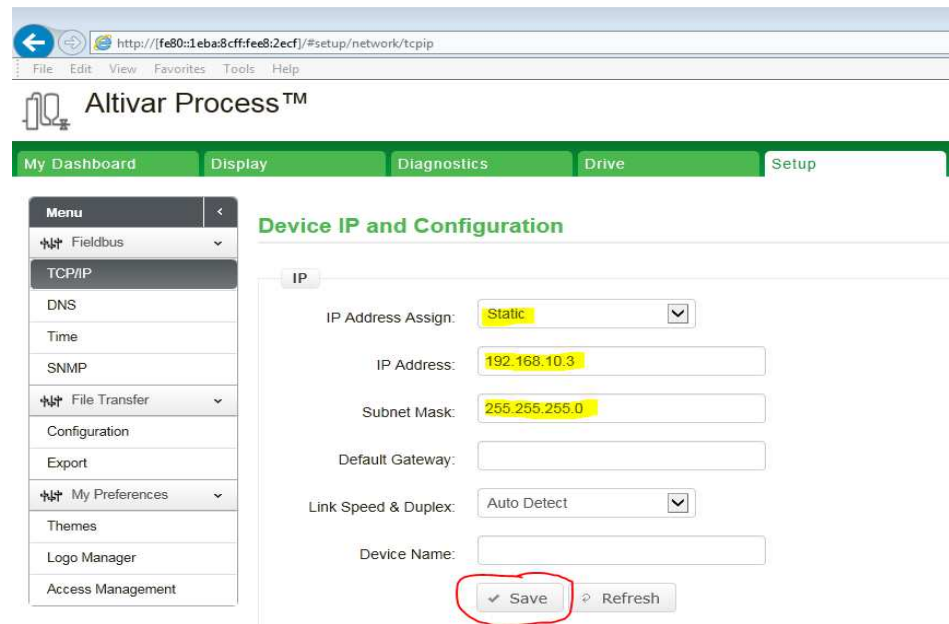 http://[fe80::1eba:8cff:fee8:2ecf]/#setup/network/tcpip
File Edit View Favorites Tools Help
Altivar Process™
My Dashboard Display Diagnostics Drive Setup
Menu
Fieldbus
TCP/IP
DNS
Time
SNMP
File Transfer
Configuration
Export
My Preferences
Themes
Logo Manager
Access Management
Device IP and Configuration
IP
IP Address Assign: Static
IP Address: 192.168.10.3
Subnet Mask: 255.255.255.0
Default Gateway:
Link Speed & Duplex: Auto Detect
Device Name:
Save Refresh